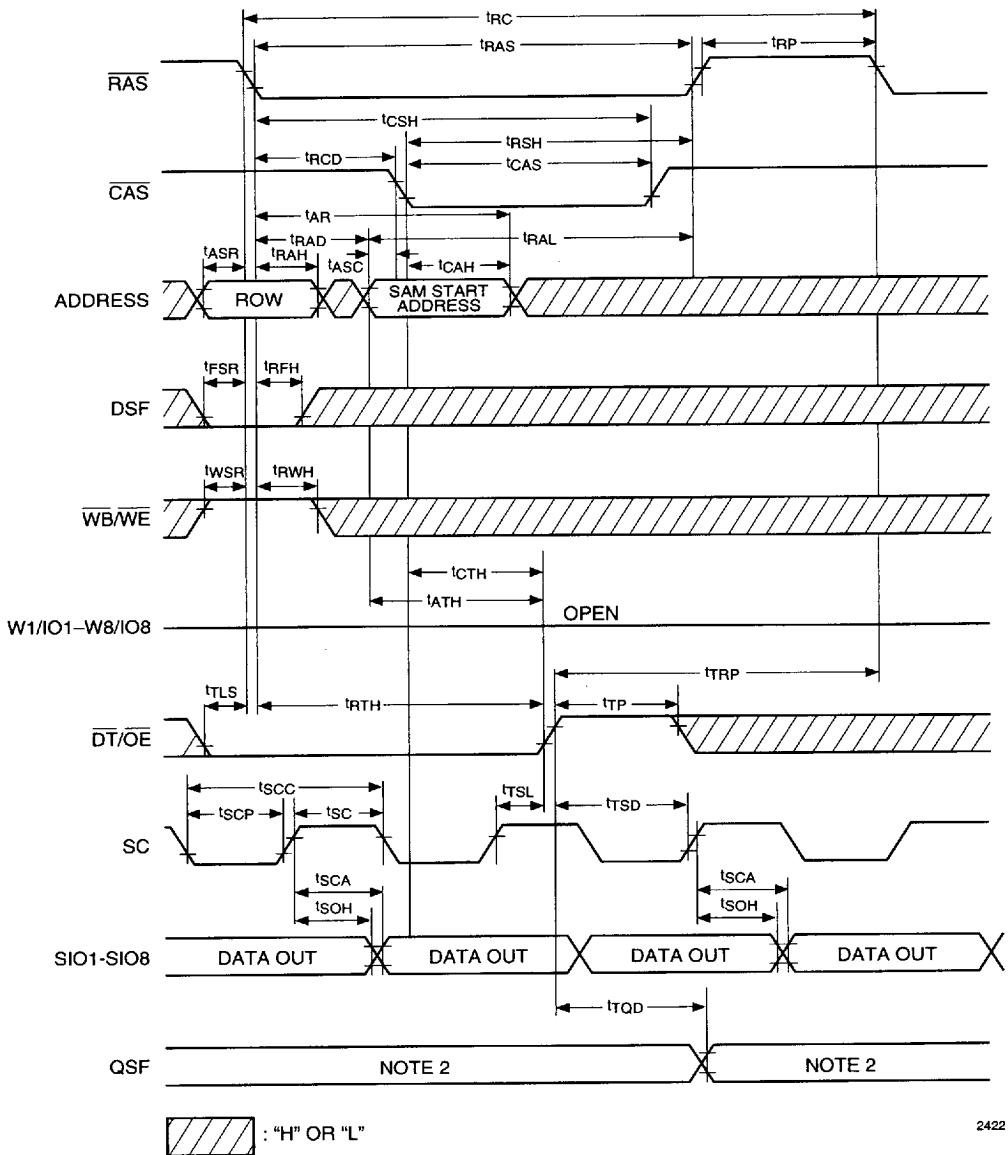 tRC
tRAS
tRP
RAS
tCSH
tRSH
tRCD
tCAS
CAS
tAR
tRAD
tRAL
tASR
tRAH
tASC
tCAH
ADDRESS
ROW
SAM START
ADDRESS
tFSR
tRFH
DSF
tWSR
tRWH
WB/WE
tCTH
tATH
OPEN
W1/IO1–W8/IO8
tTRP
tTLS
tRTH
tTP
DT/OE
tSCC
tTSL
tSCP
tSC
tTSD
SC
tSCA
tSCA
tSOH
tSOH
SIO1-SIO8
DATA OUT
DATA OUT
DATA OUT
DATA OUT
tTQD
QSF
NOTE 2
NOTE 2
: "H" OR "L"
2422